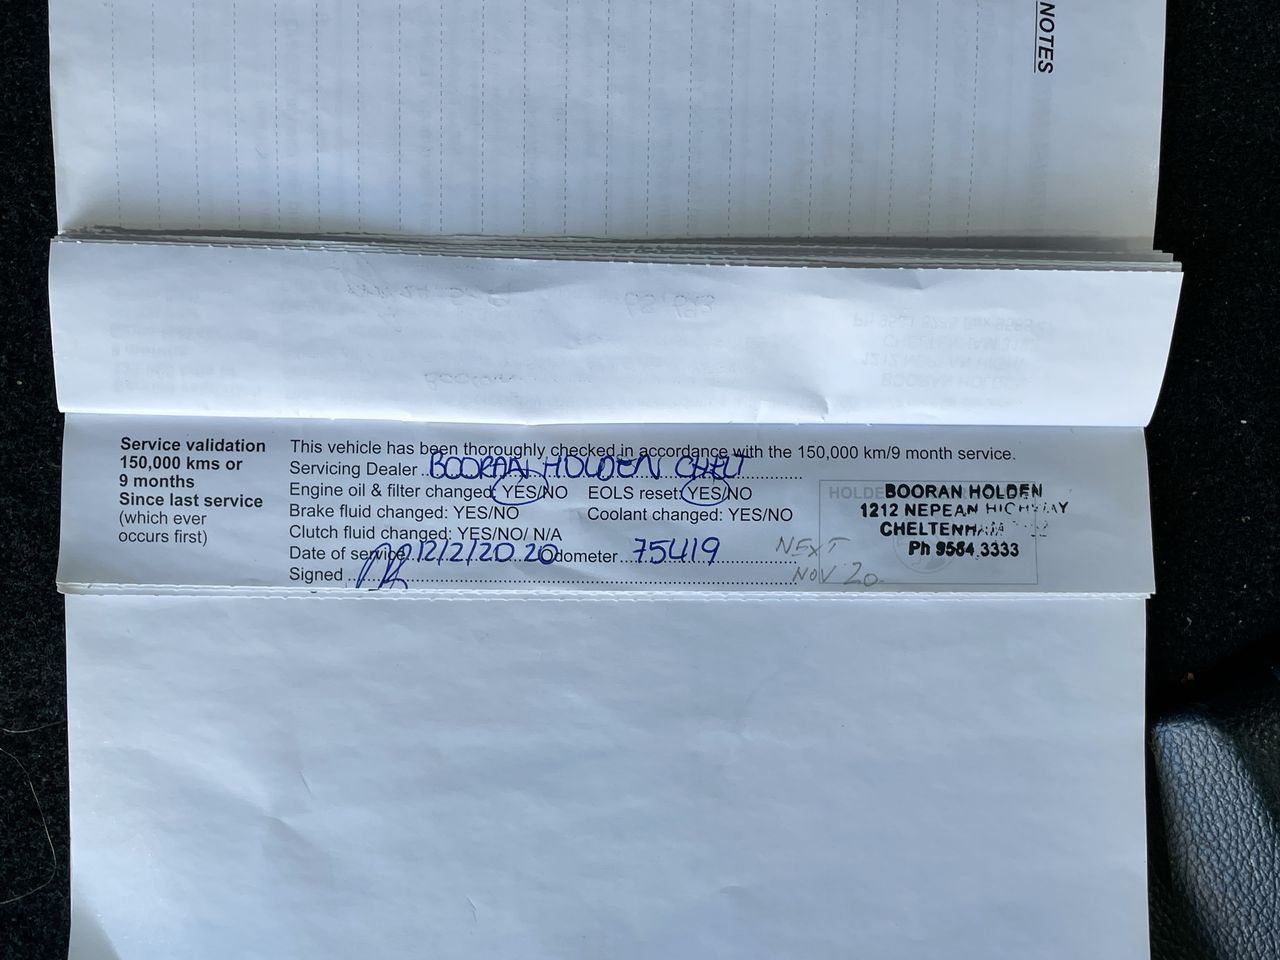 NOTES
Service validation
150,000 kms or
9 months
Since last service
(which ever
occurs first)
This vehicle has been thoroughly checked in accordance with the 150,000 km/9 month service.
Servicing Dealer BOORAN HOLDEN CHELT
Engine oil & filter changed: YES/NO EOLS reset: YES/NO
Brake fluid changed: YES/NO Coolant changed: YES/NO
Clutch fluid changed: YES/NO/ N/A
Date of service 12/2/2020 Odometer 75419
Signed
NEXT
NOV 20
HOLDE
BOORAN HOLDEN
1212 NEPEAN HIGHWAY
CHELTENHAM
Ph 9584 3333